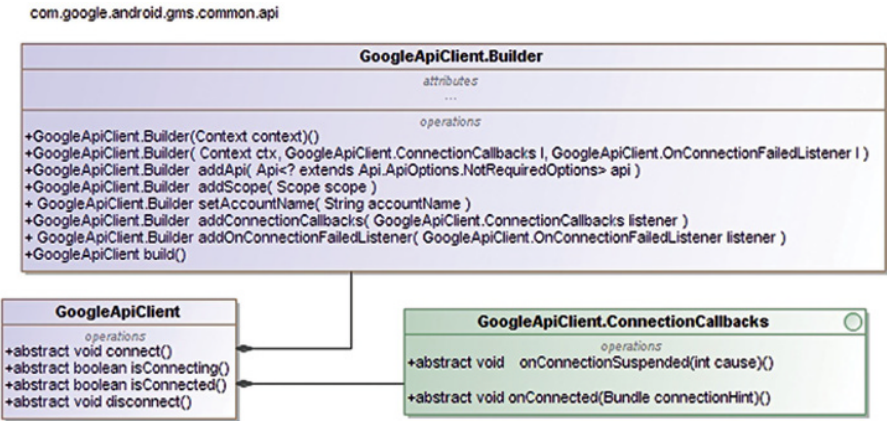 com.google.android.gms.common.api
GoogleApiClient.Builder
attributes
...
operations
+GoogleApiClient.Builder(Context context)()
+GoogleApiClient.Builder( Context ctx, GoogleApiClient.ConnectionCallbacks l, GoogleApiClient.OnConnectionFailedListener l )
+GoogleApiClient.Builder addApi( Api<? extends Api.ApiOptions.NotRequiredOptions> api )
+GoogleApiClient.Builder addScope( Scope scope )
+ GoogleApiClient.Builder setAccountName( String accountName )
+GoogleApiClient.Builder addConnectionCallbacks( GoogleApiClient.ConnectionCallbacks listener )
+ GoogleApiClient.Builder addOnConnectionFailedListener( GoogleApiClient.OnConnectionFailedListener listener )
+GoogleApiClient build()
GoogleApiClient
operations
+abstract void connect()
+abstract boolean isConnecting()
+abstract boolean isConnected()
+abstract void disconnect()
GoogleApiClient.ConnectionCallbacks
operations
+abstract void onConnectionSuspended(int cause)()
+abstract void onConnected(Bundle connectionHint)()